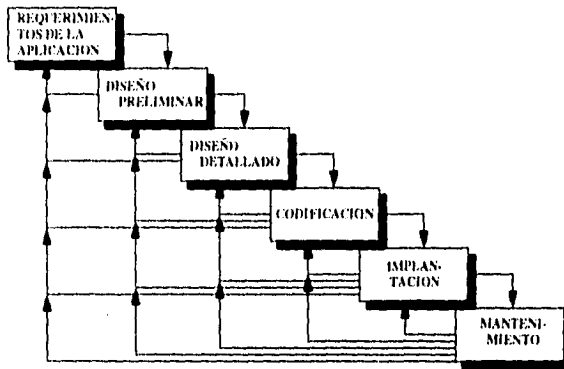 REQUERIMIEN-
TOS DE LA
APLICACION
DISEÑO
PRELIMINAR
DISEÑO
DETALLADO
CODIFICACION
IMPLAN-
TACION
MANTENI-
MIENTO